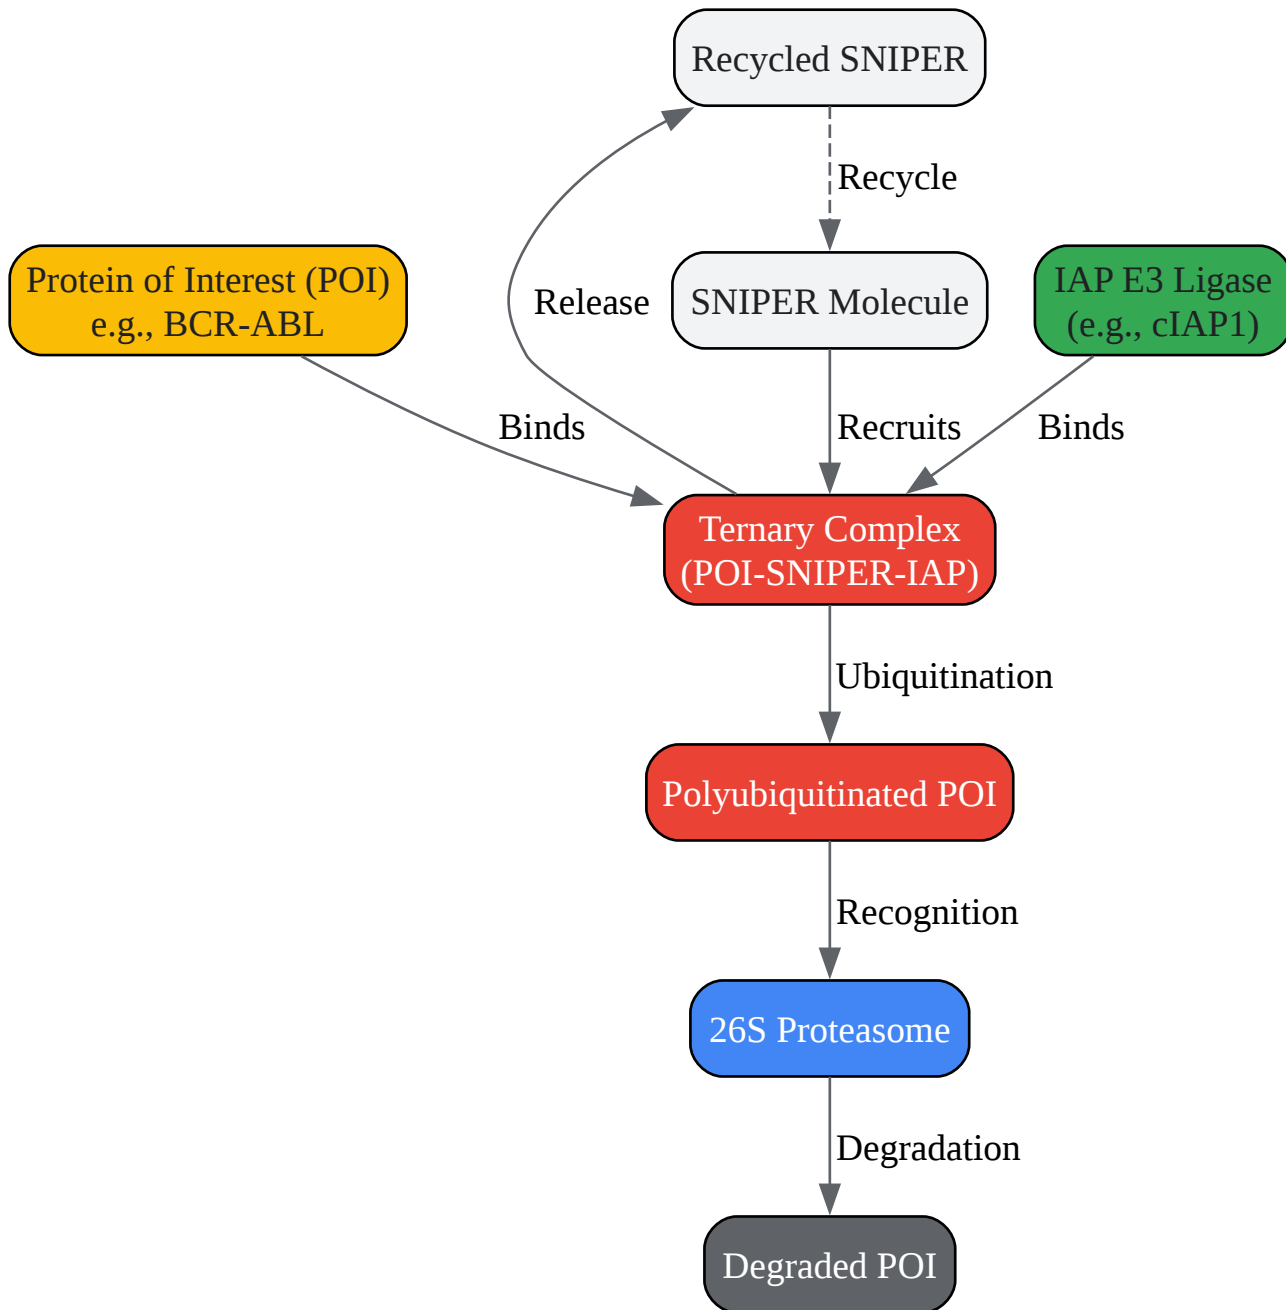 Recycled SNIPER
Recycle
Protein of Interest (POI)
e.g., BCR-ABL
Release
SNIPER Molecule
IAP E3 Ligase
(e.g., cIAP1)
Binds
Recruits
Binds
Ternary Complex
(POI-SNIPER-IAP)
Ubiquitination
Polyubiquitinated POI
Recognition
26S Proteasome
Degradation
Degraded POI